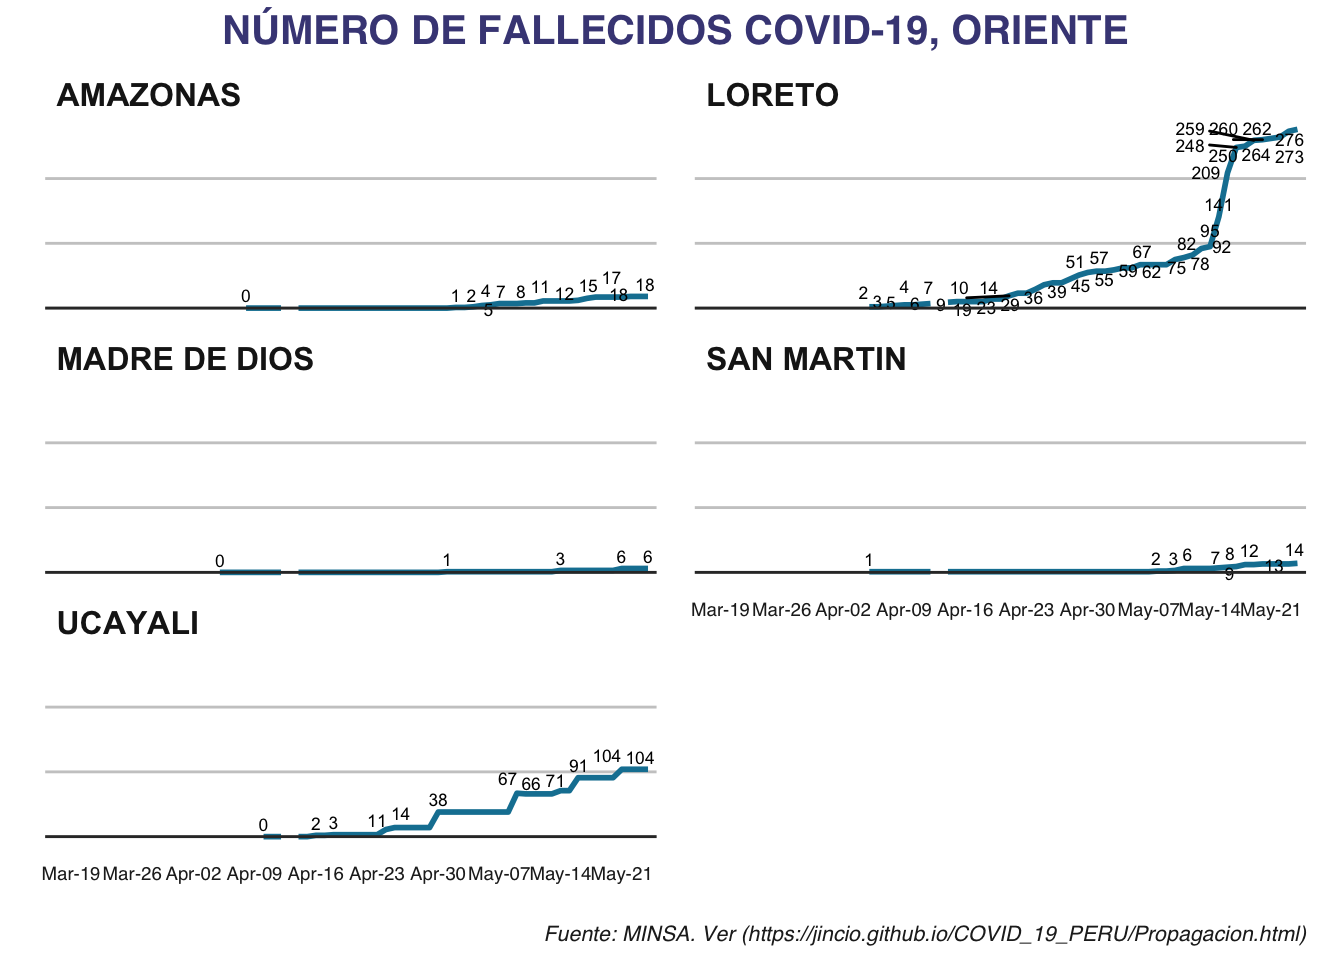 NÚMERO DE FALLECIDOS COVID-19, ORIENTE
AMAZONAS
0 1 2 4 5 7 8 11 12 15 17 18 18
LORETO
2 3 5 4 6 7 9 10 19 14 23 29 36 39 51 45 57 55 59 67 62 75 82 78 95 92 141 209 248 259 250 260 264 262 276 273
MADRE DE DIOS
0 1 3 6 6
SAN MARTIN
1 2 3 6 7 8 9 12 13 14
Mar-19 Mar-26 Apr-02 Apr-09 Apr-16 Apr-23 Apr-30 May-07 May-14 May-21
UCAYALI
0 2 3 11 14 38 67 66 71 91 104 104
Mar-19 Mar-26 Apr-02 Apr-09 Apr-16 Apr-23 Apr-30 May-07 May-14 May-21
Fuente: MINSA. Ver (https://jincio.github.io/COVID_19_PERU/Propagacion.html)